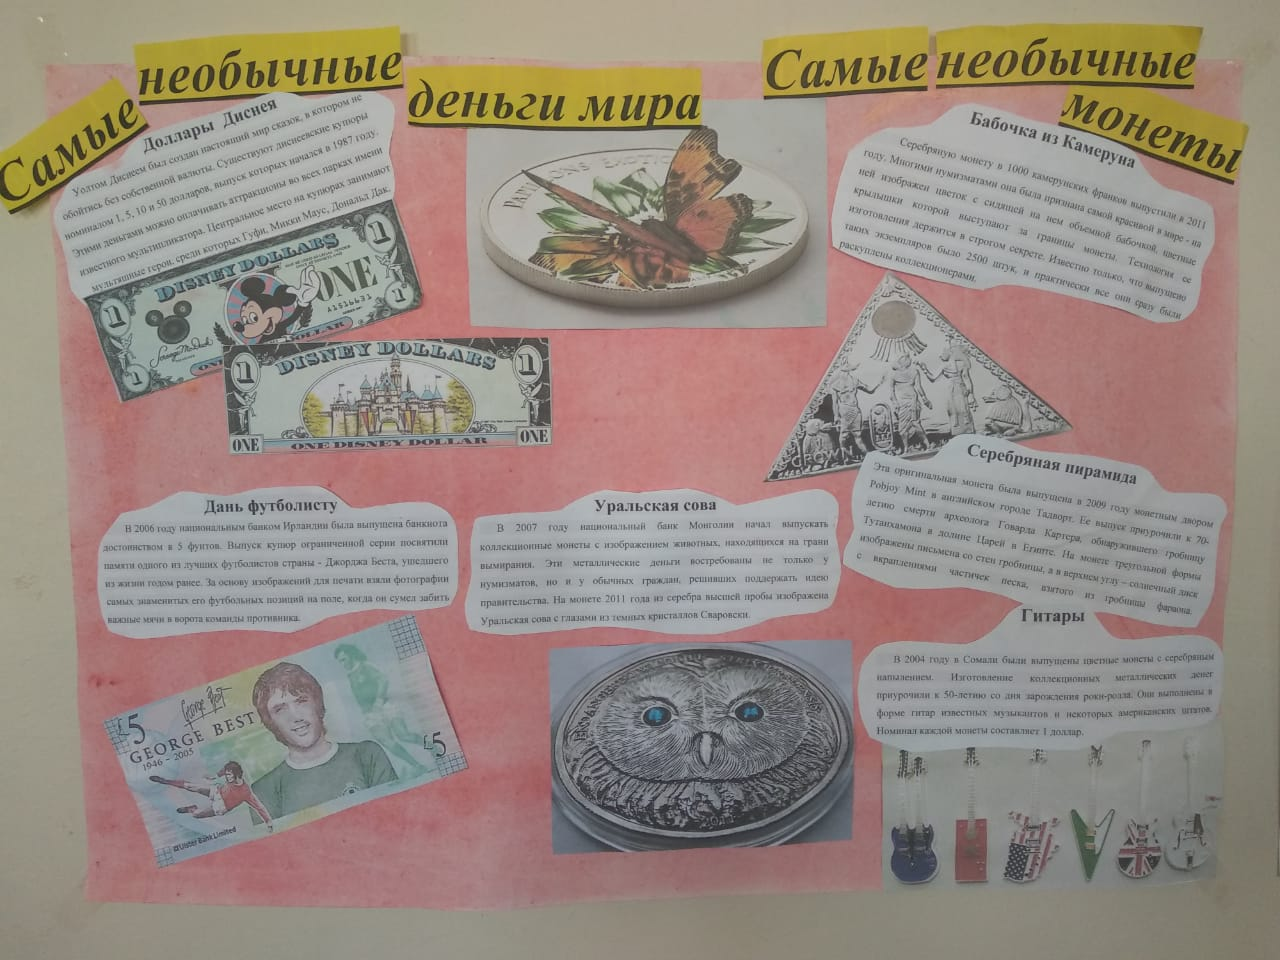 Самые необычные деньги мира
Самые необычные монеты
Доллары Диснея
Уолтом Диснеем был создан настоящий мир сказок, в котором не
обойтись без собственной валюты. Существуют диснеевские купюры
номиналом 1, 5, 10 и 50 долларов, выпуск которых начался в 1987 году.
Этими деньгами можно оплачивать аттракционы во всех парках имени
известного мультипликатора. Центральное место на купюрах занимают
мультяшные герои, среди которых Гуфи, Микки Маус, Дональд Дак.
1
DISNEY DOLLARS
1
ONE
A1516631
1
1
DOLLAR
DISNEY DOLLARS
1
1
ONE
ONE DISNEY DOLLAR
ONE
PAPILLONS EXOTIC
Бабочка из Камеруна
Серебряную монету в 1000 камерунских франков выпустили в 2011
году. Многими нумизматами она была признана самой красивой в мире - на
ней изображен цветок с сидящей на нем объемной бабочкой, цветные
крылышки которой выступают за границы монеты. Технология ее
изготовления держится в строгом секрете. Известно только, что выпущено
таких экземпляров было 2500 штук, и практически все они сразу были
раскуплены коллекционерами.
CROWN
Серебряная пирамида
Эта оригинальная монета была выпущена в 2009 году монетным двором
Pobjoy Mint в английском городе Тадворт. Ее выпуск приурочили к 70-
летию смерти археолога Говарда Картера, обнаружившего гробницу
Тутанхамона в долине Царей в Египте. На монете треугольной формы
изображены письмена со стен гробницы, а в верхнем углу – солнечный диск
с вкраплениями частичек песка, взятого из гробницы фараона.
Дань футболисту
В 2006 году национальным банком Ирландии была выпущена банкнота
достоинством в 5 фунтов. Выпуск купюр ограниченной серии посвятили
памяти одного из лучших футболистов страны - Джорджа Беста, ушедшего
из жизни годом ранее. За основу изображений для печати взяли фотографии
самых знаменитых его футбольных позиций на поле, когда он сумел забить
важные мячи в ворота команды противника.
£5
George Best
GEORGE BEST
1946 - 2005
£5
Ulster Bank Limited
Уральская сова
В 2007 году национальный банк Монголии начал выпускать
коллекционные монеты с изображением животных, находящихся на грани
вымирания. Эти металлические деньги востребованы не только у
нумизматов, но и у обычных граждан, решивших поддержать идею
правительства. На монете 2011 года из серебра высшей пробы изображена
Уральская сова с глазами из темных кристаллов Сваровски.
2011
Гитары
В 2004 году в Сомали были выпущены цветные монеты с серебряным
напылением. Изготовление коллекционных металлических денег
приурочили к 50-летию со дня зарождения рокн-ролла. Они выполнены в
форме гитар известных музыкантов и некоторых американских штатов.
Номинал каждой монеты составляет 1 доллар.